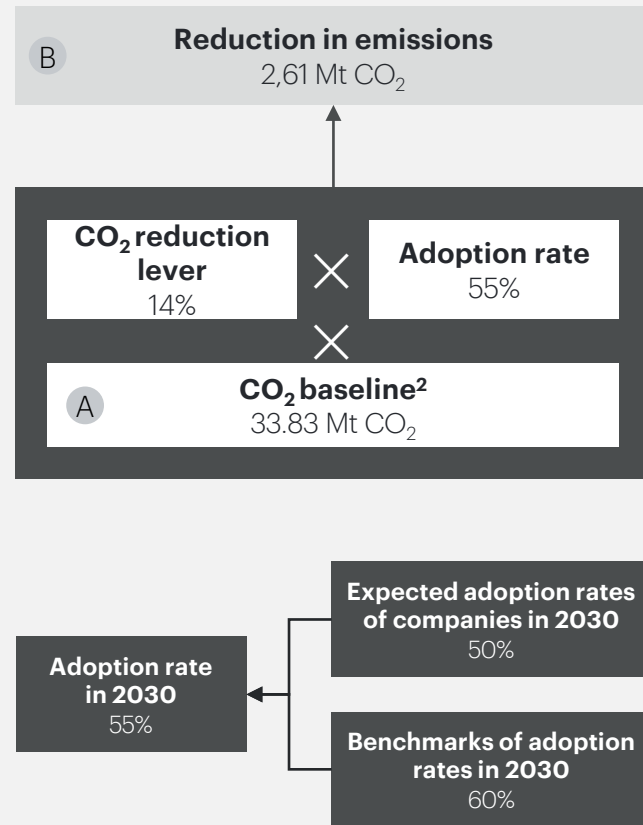 B
Reduction in emissions
2,61 Mt CO₂
CO₂ reduction
lever
14%
Adoption rate
55%
A
CO₂ baseline²
33.83 Mt CO₂
Expected adoption rates
of companies in 2030
50%
Adoption rate
in 2030
55%
Benchmarks of adoption
rates in 2030
60%